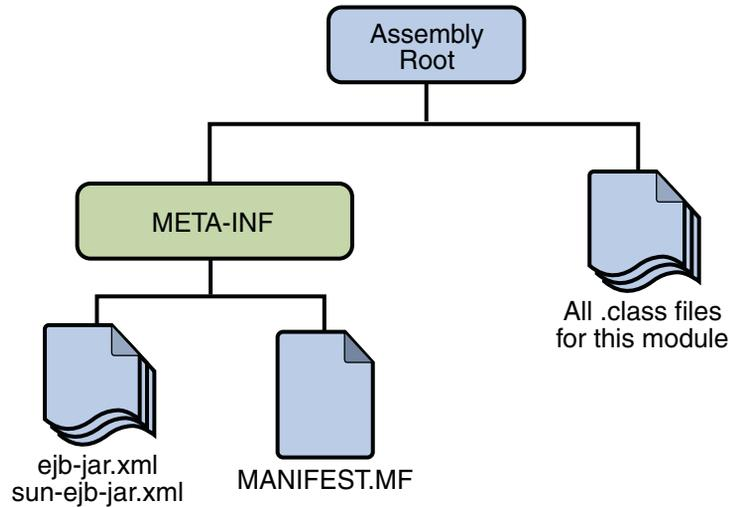 Assembly
Root
META-INF
All .class files
for this module
ejb-jar.xml
sun-ejb-jar.xml
MANIFEST.MF